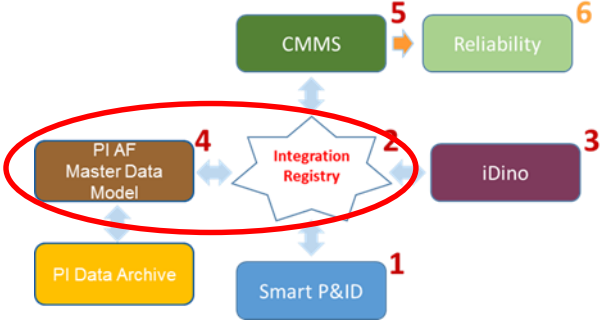 5
6
CMMS
Reliability
4
2
3
PI AF
Master Data
Model
Integration
Registry
iDino
1
PI Data Archive
Smart P&ID